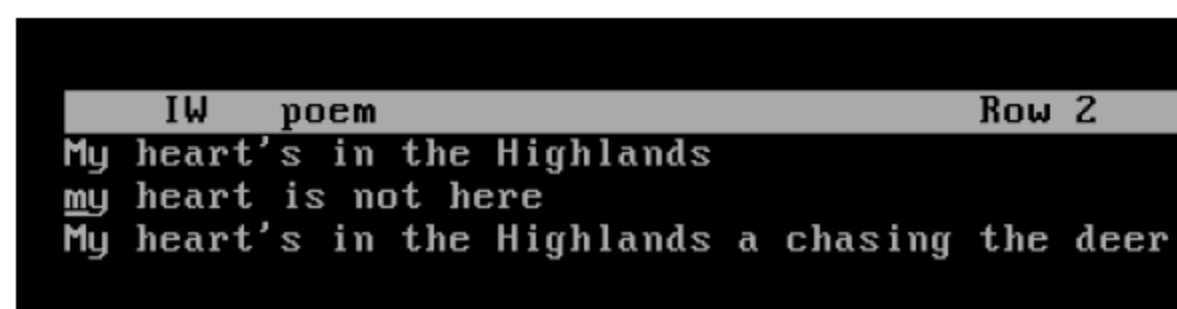 IW poem Row 2
My heart's in the Highlands
my heart is not here
My heart's in the Highlands a chasing the deer